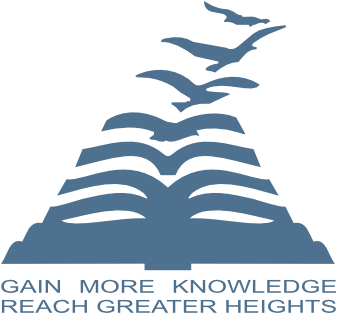 GAIN MORE KNOWLEDGE
REACH GREATER HEIGHTS